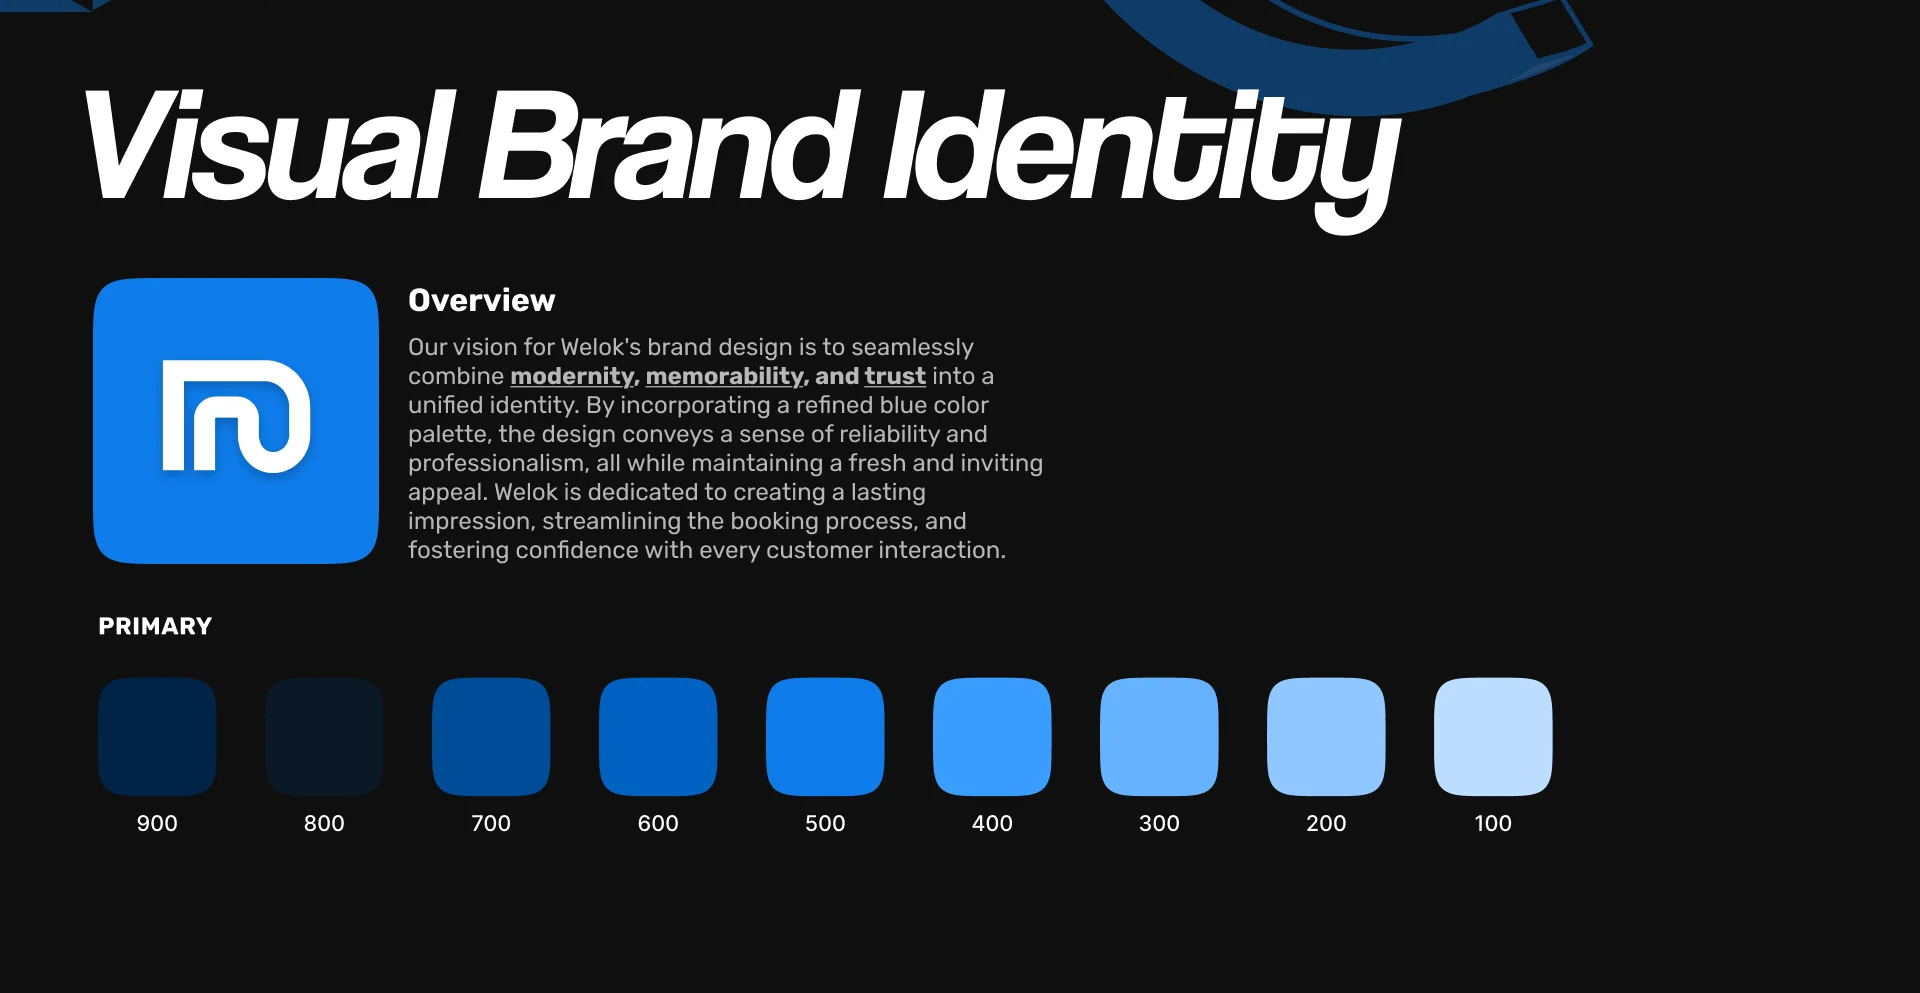 Visual Brand Identity
Overview
Our vision for Welok's brand design is to seamlessly
combine modernity, memorability, and trust into a
unified identity. By incorporating a refined blue color
palette, the design conveys a sense of reliability and
professionalism, all while maintaining a fresh and inviting
appeal. Welok is dedicated to creating a lasting
impression, streamlining the booking process, and
fostering confidence with every customer interaction.
PRIMARY
900 800 700 600 500 400 300 200 100